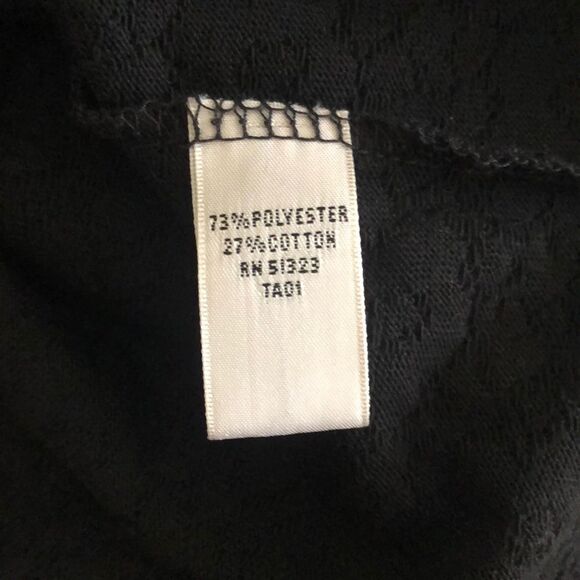 73%POLYESTER
27%COTTON
RN 51323
TA01